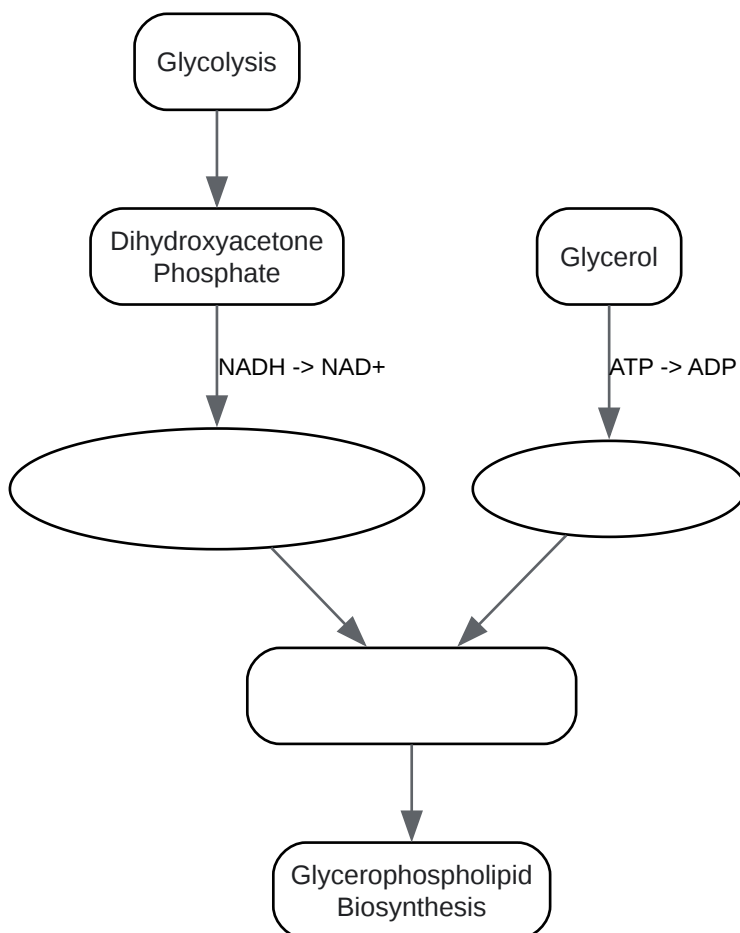 Glycolysis
Dihydroxyacetone
Phosphate
Glycerol
NADH -> NAD+
ATP -> ADP
Glycerophospholipid
Biosynthesis